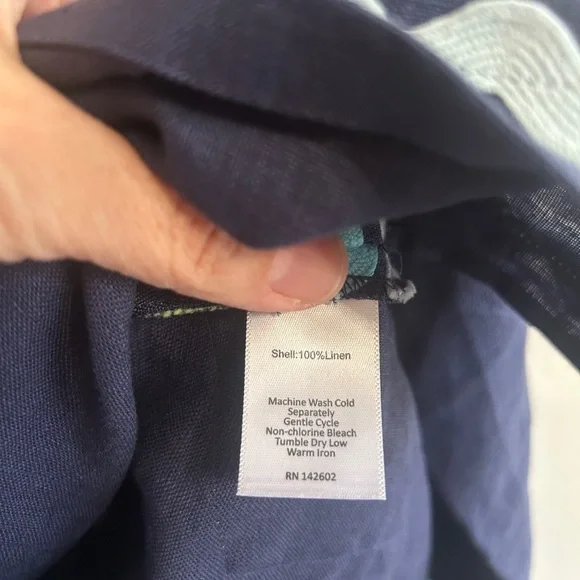 Shell:100%Linen
Machine Wash Cold
Separately
Gentle Cycle
Non-chlorine Bleach
Tumble Dry Low
Warm Iron
RN 142602